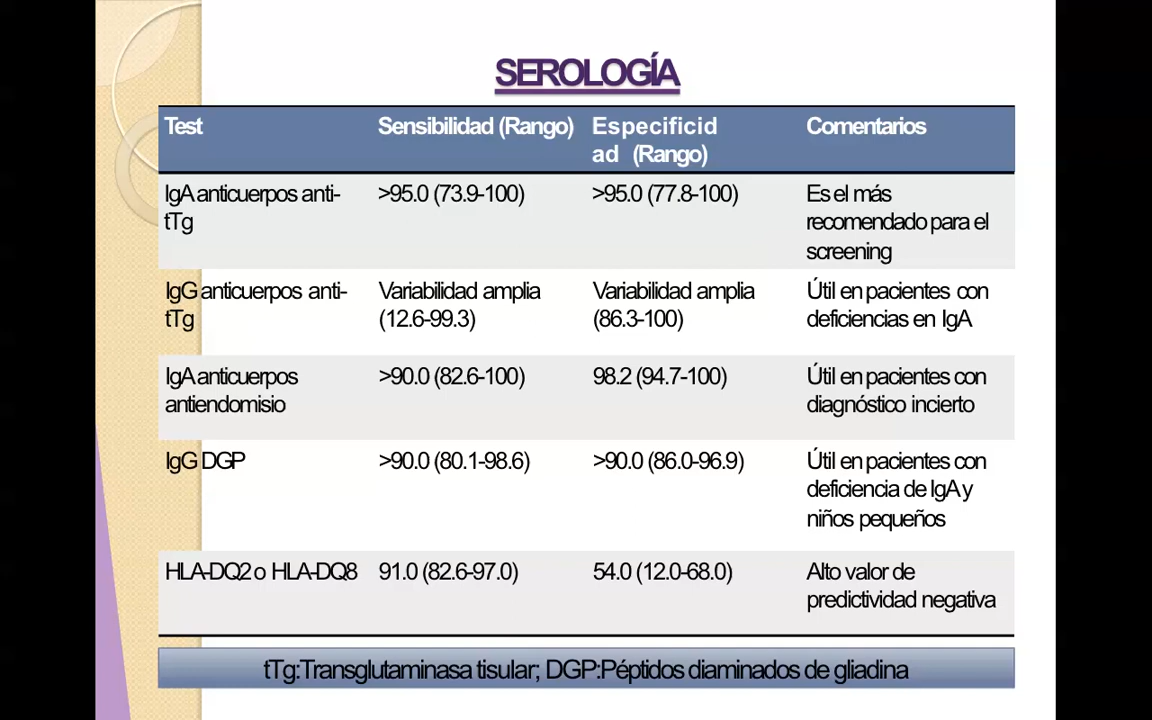 SEROLOGÍA
Test Sensibilidad (Rango) Especificid
ad (Rango) Comentarios
IgA anticuerpos anti-
tTg >95.0 (73.9-100) >95.0 (77.8-100) Es el más
recomendado para el
screening
IgG anticuerpos anti-
tTg Variabilidad amplia
(12.6-99.3) Variabilidad amplia
(86.3-100) Útil en pacientes con
deficiencias en IgA
IgA anticuerpos
antiendomisio >90.0 (82.6-100) 98.2 (94.7-100) Útil en pacientes con
diagnóstico incierto
IgG DGP >90.0 (80.1-98.6) >90.0 (86.0-96.9) Útil en pacientes con
deficiencia de IgA y
niños pequeños
HLA-DQ2 o HLA-DQ8 91.0 (82.6-97.0) 54.0 (12.0-68.0) Alto valor de
predictividad negativa
tTg:Transglutaminasa tisular; DGP:Péptidos diaminados de gliadina